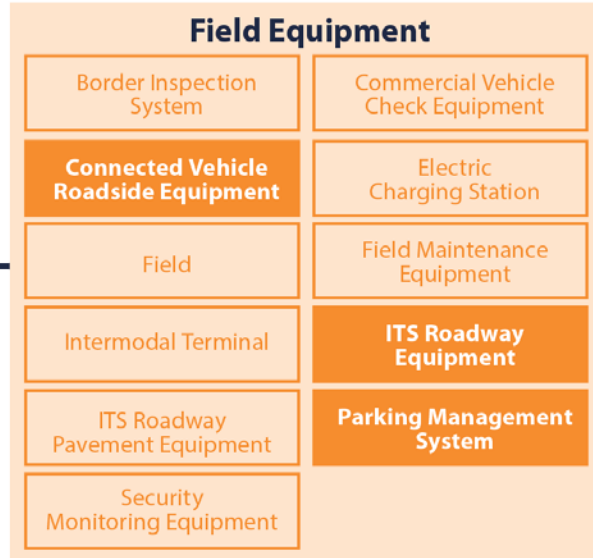 Field Equipment
Border Inspection
System
Commercial Vehicle
Check Equipment
Connected Vehicle
Roadside Equipment
Electric
Charging Station
Field
Field Maintenance
Equipment
Intermodal Terminal
ITS Roadway
Equipment
ITS Roadway
Pavement Equipment
Parking Management
System
Security
Monitoring Equipment